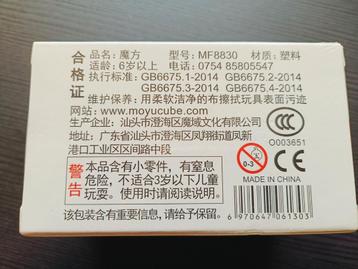 合格证
品名：魔方 型号：MF8830 材质：塑料
适龄：6岁以上 电话：0754 85805547
执行标准：GB6675.1-2014 GB6675.2-2014
GB6675.3-2014 GB6675.4-2014
维护保养：用柔软洁净的布擦拭玩具表面污迹
网站：www.moyucube.com
生产企业：汕头市澄海区魔域文化有限公司
地址：广东省汕头市澄海区凤翔街道凤新
港口工业区区间路中段
CCC
O003651
警告
本品含有小零件，有窒息
危险，不适合3岁以下儿童
玩耍。使用时请阅读说明。
0-3
CE
MADE IN CHINA
该包装含有重要信息，请给予保留。
6 970647 061303